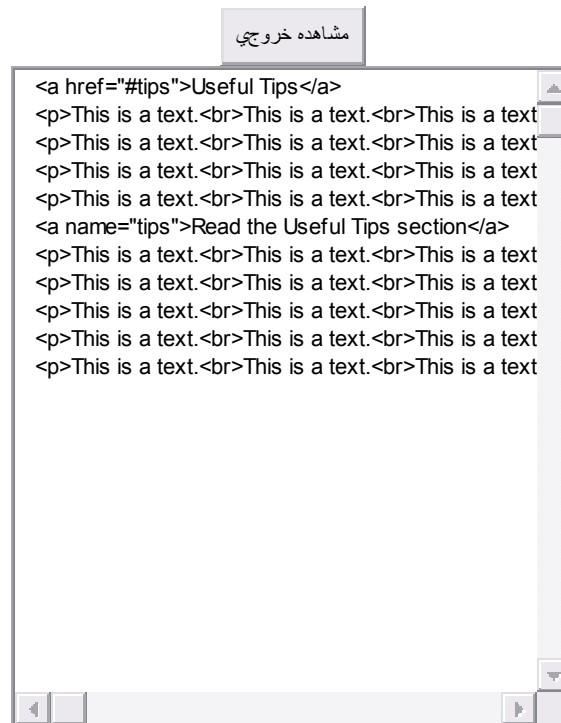 مشاهده خروجي
<a href="#tips">Useful Tips</a>
<p>This is a text.<br>This is a text.<br>This is a text
<p>This is a text.<br>This is a text.<br>This is a text
<p>This is a text.<br>This is a text.<br>This is a text
<p>This is a text.<br>This is a text.<br>This is a text
<a name="tips">Read the Useful Tips section</a>
<p>This is a text.<br>This is a text.<br>This is a text
<p>This is a text.<br>This is a text.<br>This is a text
<p>This is a text.<br>This is a text.<br>This is a text
<p>This is a text.<br>This is a text.<br>This is a text
<p>This is a text.<br>This is a text.<br>This is a text